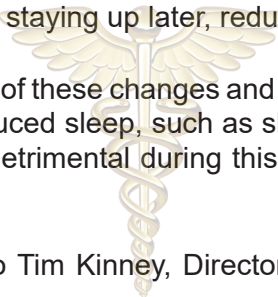 staying up later, redu
of these changes and
uced sleep, such as s
etrimental during this
o Tim Kinney, Director